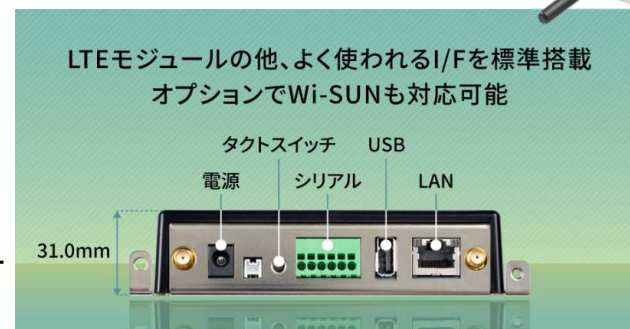 LTEモジュールの他、よく使われるI/Fを標準搭載
オプションでWi-SUNも対応可能
タクトスイッチ USB
電源 シリアル LAN
31.0mm